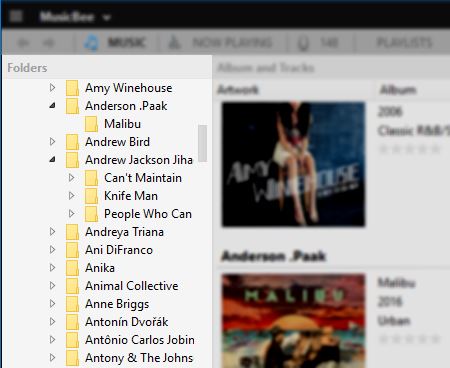 MusicBee
MUSIC
NOW PLAYING
148
PLAYLISTS
Folders
Album and Tracks
Amy Winehouse
Anderson .Paak
Malibu
Andrew Bird
Andrew Jackson Jiha
Can't Maintain
Knife Man
People Who Can
Andreya Triana
Ani DiFranco
Anika
Animal Collective
Anne Briggs
Antonín Dvořák
Antônio Carlos Jobin
Antony & The Johns
Artwork
Album
AMY
WINEHOUSE
2006
Classic R&B/S
Anderson .Paak
MALIBU
Malibu
2016
Urban